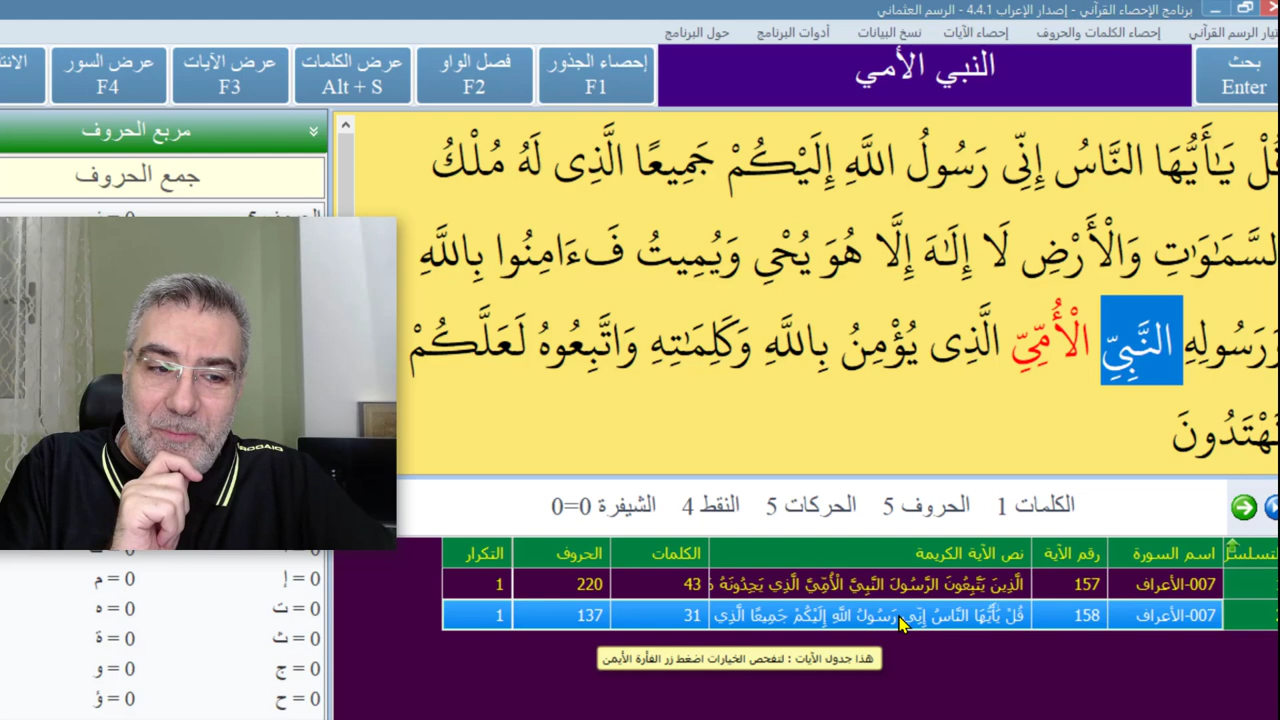 برنامج الإحصاء القرآني - إصدار الإعراب 4.4.1 - الرسم العثماني
الرسم القرآني إحصاء الكلمات والحروف إحصاء الآيات نسخ البيانات أدوات البرنامج حول البرنامج
بحث
Enter
النبي الأمي
إحصاء الجذور
F1
فصل الواو
F2
عرض الكلمات
Alt + S
عرض الآيات
F3
عرض السور
F4
مربع الحروف
جمع الحروف
قُلْ يَٰٓأَيُّهَا النَّاسُ إِنِّى رَسُولُ اللَّهِ إِلَيْكُمْ جَمِيعًا الَّذِى لَهُۥ مُلْكُ
السَّمَٰوَٰتِ وَالْأَرْضِ لَآ إِلَٰهَ إِلَّا هُوَ يُحْىِۦ وَيُمِيتُ فَـَٔامِنُوا بِاللَّهِ
وَرَسُولِهِ النَّبِىِّ الْأُمِّىِّ الَّذِى يُؤْمِنُ بِاللَّهِ وَكَلِمَٰتِهِۦ وَاتَّبِعُوهُ لَعَلَّكُمْ
تَهْتَدُونَ
الكلمات 1 الحروف 5 الحركات 5 النقط 4 الشيفرة 0=0
اسم السورة رقم الآية نص الآية الكريمة الكلمات الحروف التكرار
007-الأعراف 157 الَّذِينَ يَتَّبِعُونَ الرَّسُولَ النَّبِيَّ الْأُمِّيَّ الَّذِي يَجِدُونَهُ 43 220 1
007-الأعراف 158 قُلْ يَٰٓأَيُّهَا النَّاسُ إِنِّي رَسُولُ اللَّهِ إِلَيْكُمْ جَمِيعًا الَّذِي 31 137 1
هذا جدول الآيات : لتفحص الخيارات اضغط زر الفأرة الأيمن
إ = 0 م = 0
ت = 0 ه = 0
ث = 0 ة = 0
ج = 0 و = 0
ح = 0 ؤ = 0